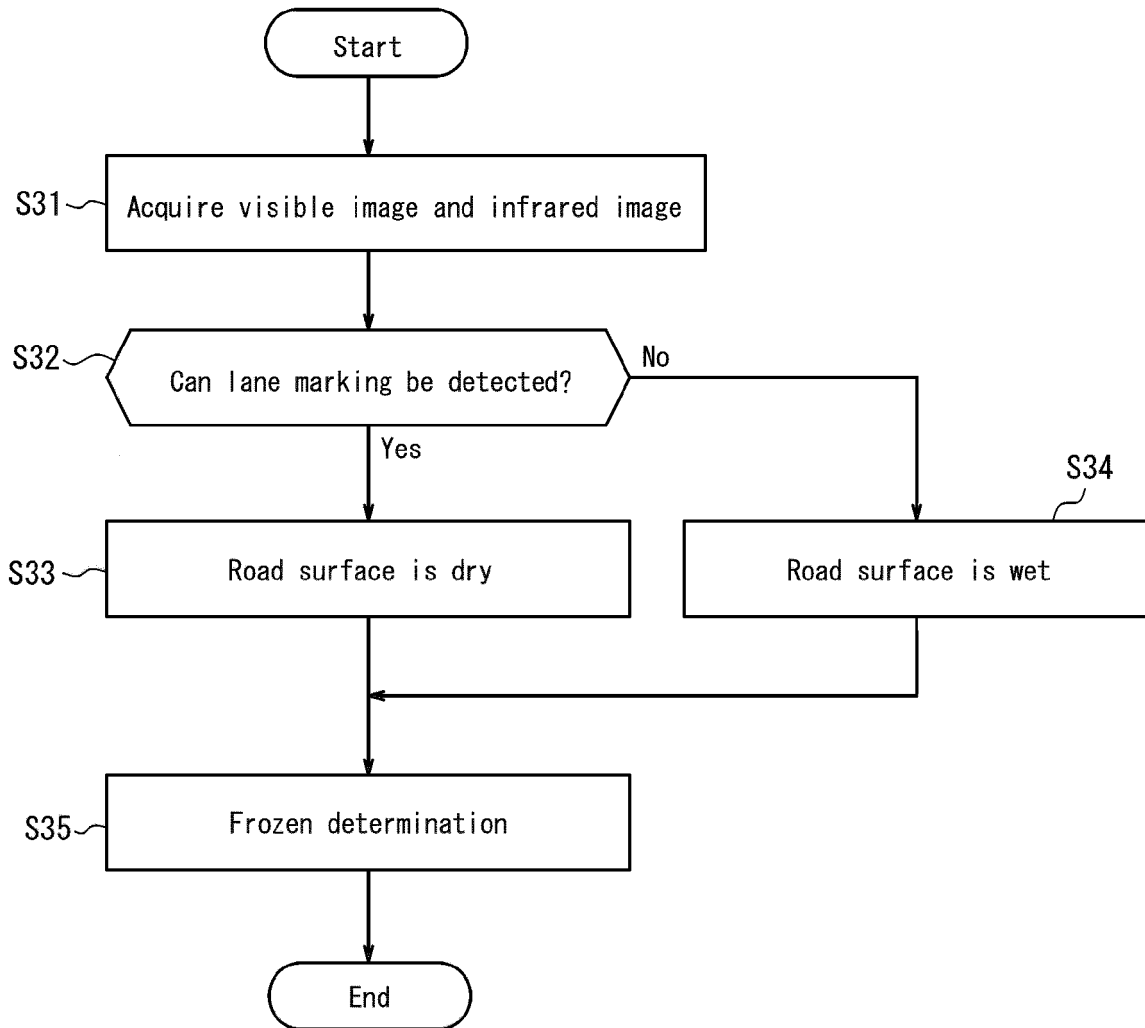 Start
S31
Acquire visible image and infrared image
S32
Can lane marking be detected?
No
Yes
S34
S33
Road surface is dry
Road surface is wet
S35
Frozen determination
End